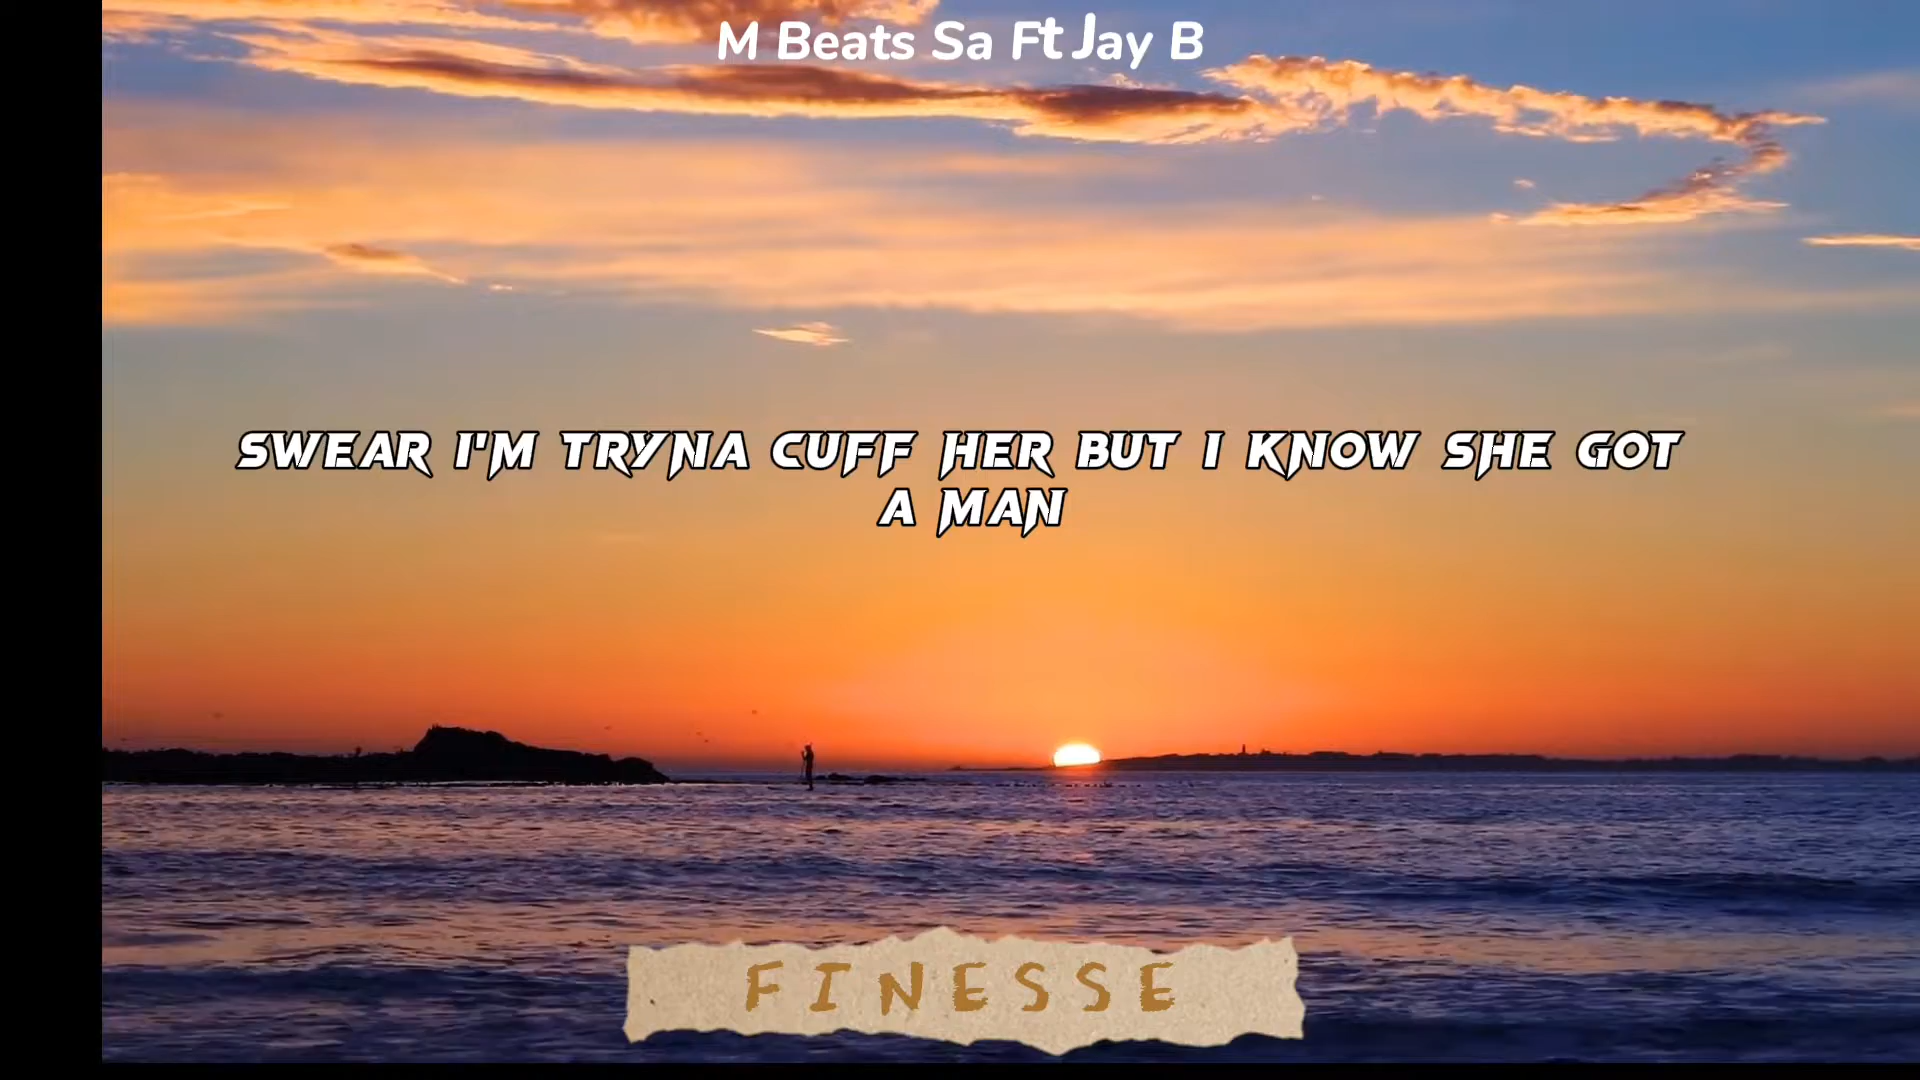 M Beats Sa Ft Jay B
SWEAR I'M TRYNA CUFF HER BUT I KNOW SHE GOT
A MAN
FINESSE